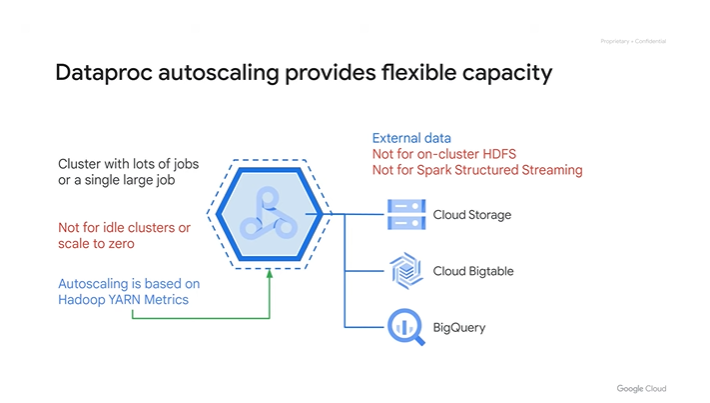 Proprietary + Confidential
Dataproc autoscaling provides flexible capacity
Cluster with lots of jobs
or a single large job
Not for idle clusters or
scale to zero
Autoscaling is based on
Hadoop YARN Metrics
External data
Not for on-cluster HDFS
Not for Spark Structured Streaming
Cloud Storage
Cloud Bigtable
BigQuery
Google Cloud